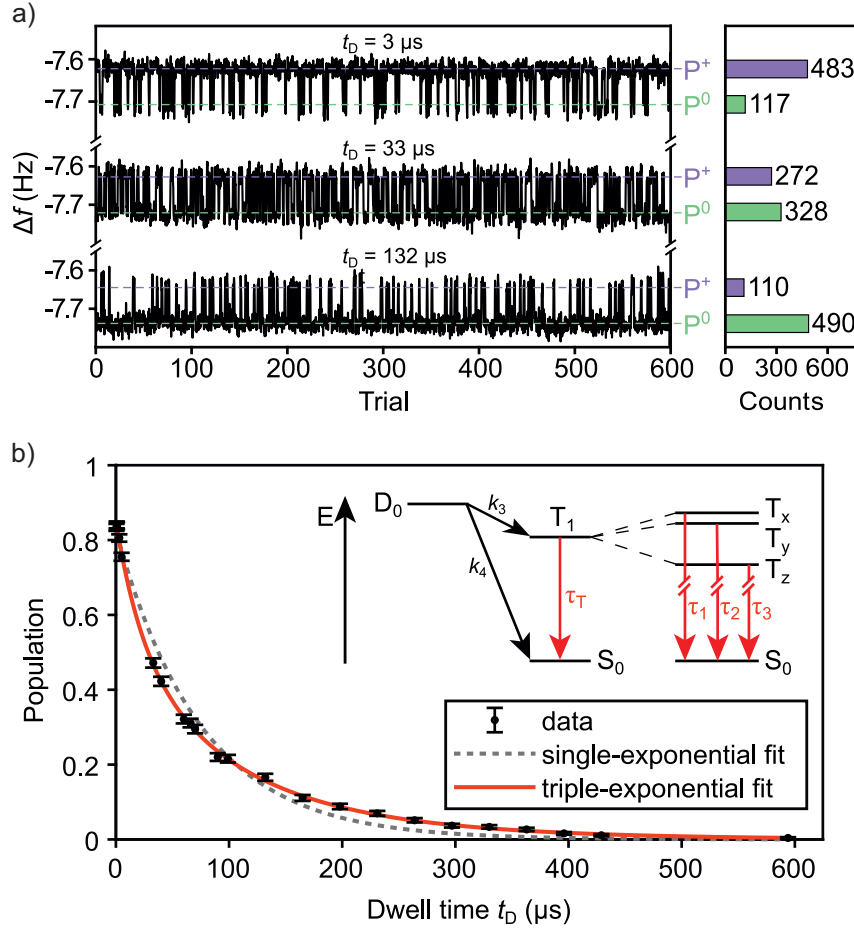 a)
t_D = 3 µs
-7.6
-7.7
P⁺
P⁰
483
117
t_D = 33 µs
-7.6
-7.7
P⁺
P⁰
272
328
t_D = 132 µs
-7.6
-7.7
P⁺
P⁰
110
490
Δf (Hz)
0 100 200 300 400 500 600
Trial
0 300 600
Counts
b)
1
0.8
0.6
0.4
0.2
0
Population
E
D₀
k₃
k₄
T₁
τ_T
S₀
T_x
T_y
T_z
τ₁ τ₂ τ₃
S₀
data
single-exponential fit
triple-exponential fit
0 100 200 300 400 500 600
Dwell time t_D (µs)